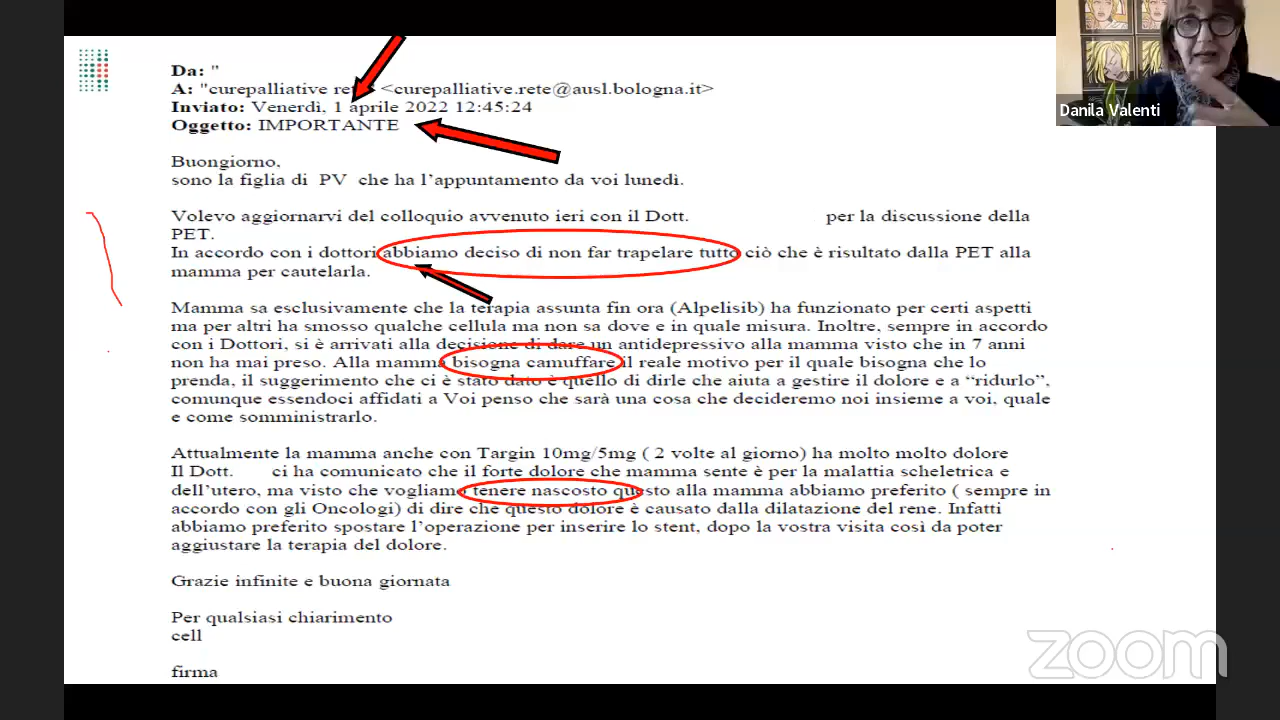 Da: "
A: "curepalliative rete <curepalliative.rete@ausl.bologna.it>
Inviato: Venerdì, 1 aprile 2022 12:45:24
Oggetto: IMPORTANTE
Buongiorno,
sono la figlia di PV che ha l'appuntamento da voi lunedì.
Volevo aggiornarvi del colloquio avvenuto ieri con il Dott. per la discussione della
PET.
In accordo con i dottori abbiamo deciso di non far trapelare tutto ciò che è risultato dalla PET alla
mamma per cautelarla.
Mamma sa esclusivamente che la terapia assunta fin ora (Alpelisib) ha funzionato per certi aspetti
ma per altri ha smosso qualche cellula ma non sa dove e in quale misura. Inoltre, sempre in accordo
con i Dottori, si è arrivati alla decisione di dare un antidepressivo alla mamma visto che in 7 anni
non ha mai preso. Alla mamma bisogna camuffare il reale motivo per il quale bisogna che lo
prenda, il suggerimento che ci è stato dato è quello di dirle che aiuta a gestire il dolore e a "ridurlo",
comunque essendoci affidati a Voi penso che sarà una cosa che decideremo noi insieme a voi, quale
e come somministrarlo.
Attualmente la mamma anche con Targin 10mg/5mg ( 2 volte al giorno) ha molto molto dolore
Il Dott. ci ha comunicato che il forte dolore che mamma sente è per la malattia scheletrica e
dell'utero, ma visto che vogliamo tenere nascosto questo alla mamma abbiamo preferito ( sempre in
accordo con gli Oncologi) di dire che questo dolore è causato dalla dilatazione del rene. Infatti
abbiamo preferito spostare l'operazione per inserire lo stent, dopo la vostra visita così da poter
aggiustare la terapia del dolore.
Grazie infinite e buona giornata
Per qualsiasi chiarimento
cell
firma
Danila Valenti
zoom